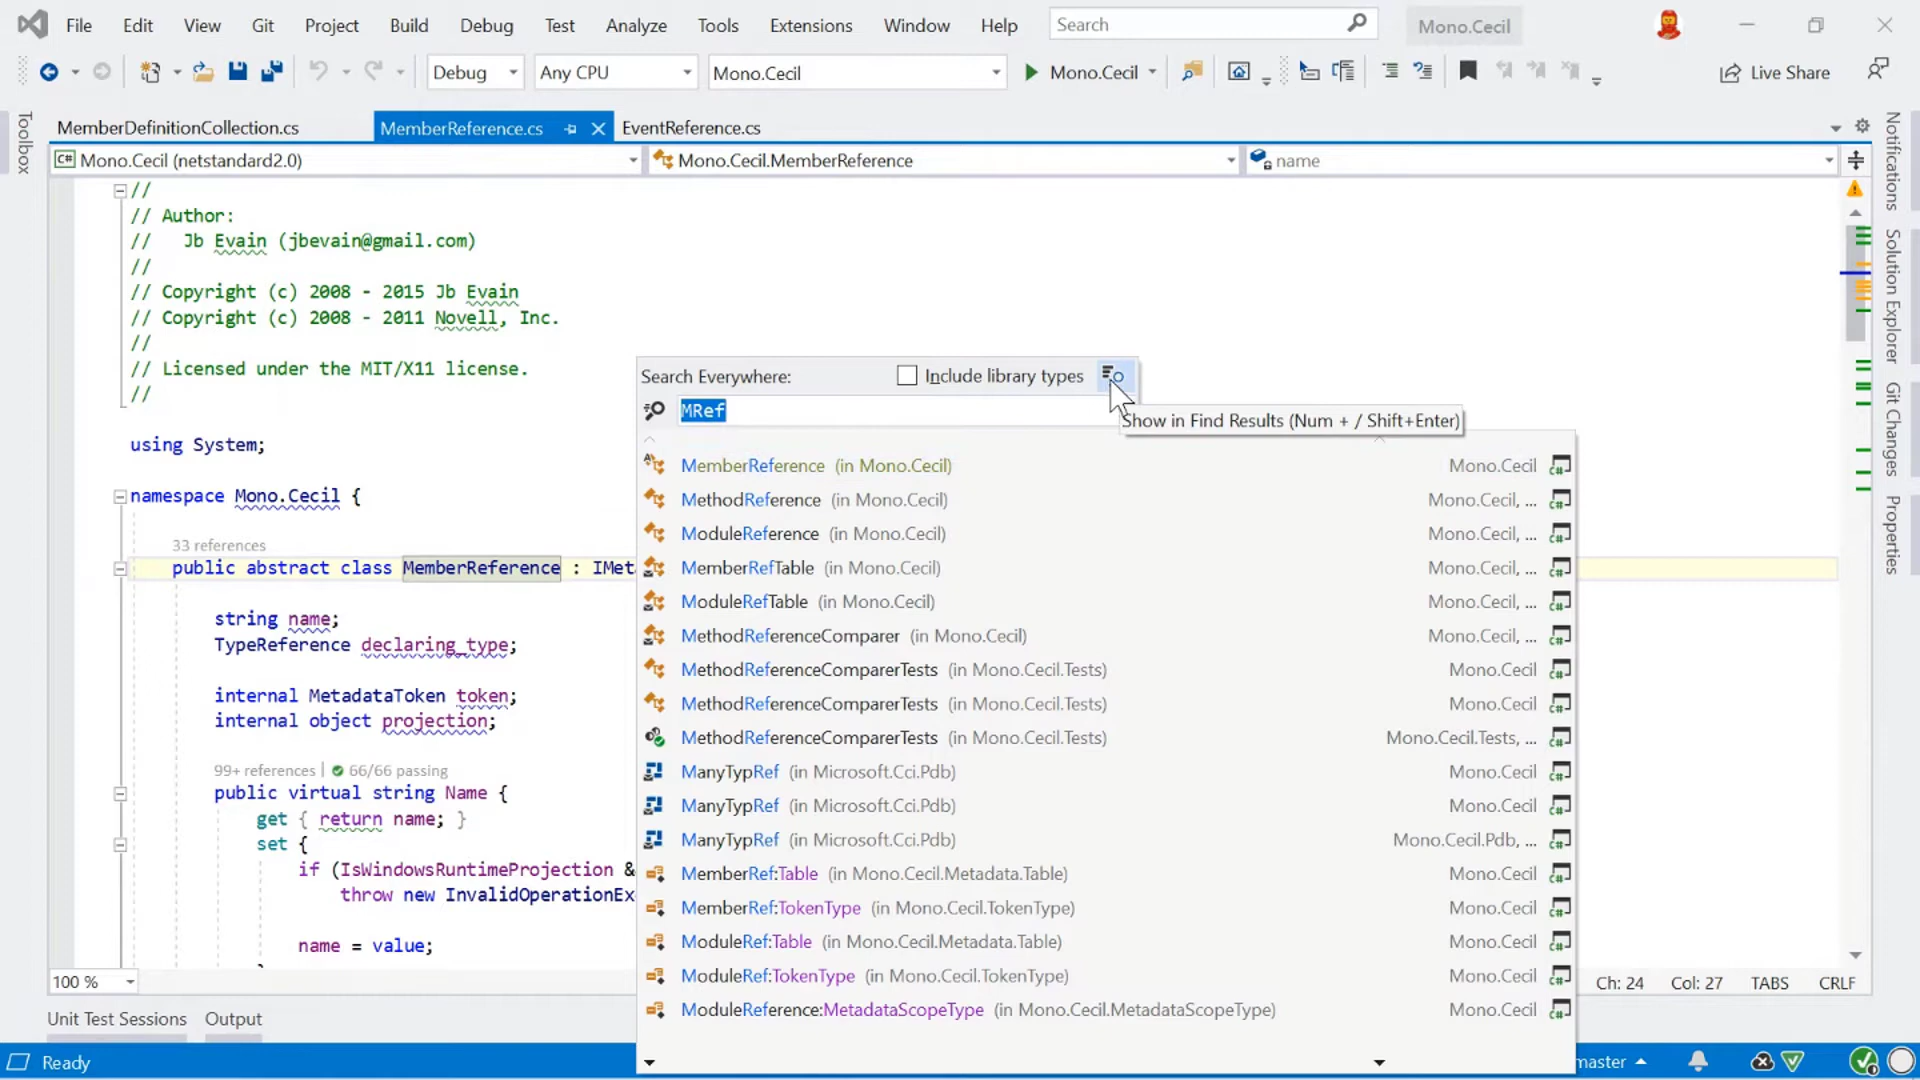 File Edit View Git Project Build Debug Test Analyze Tools Extensions Window Help Search Mono.Cecil
Debug Any CPU Mono.Cecil Mono.Cecil Live Share
MemberDefinitionCollection.cs MemberReference.cs EventReference.cs
Toolbox
C# Mono.Cecil (netstandard2.0) Mono.Cecil.MemberReference name
//
// Author:
//   Jb Evain (jbevain@gmail.com)
//
// Copyright (c) 2008 - 2015 Jb Evain
// Copyright (c) 2008 - 2011 Novell, Inc.
//
// Licensed under the MIT/X11 license.
//
using System;
namespace Mono.Cecil {
33 references
public abstract class MemberReference : IMeta
string name;
TypeReference declaring_type;
internal MetadataToken token;
internal object projection;
99+ references | 66/66 passing
public virtual string Name {
get { return name; }
set {
if (IsWindowsRuntimeProjection &
throw new InvalidOperationEx
name = value;
Search Everywhere: Include library types
MRef
Show in Find Results (Num + / Shift+Enter)
MemberReference (in Mono.Cecil) Mono.Cecil
MethodReference (in Mono.Cecil) Mono.Cecil, ...
ModuleReference (in Mono.Cecil) Mono.Cecil, ...
MemberRefTable (in Mono.Cecil) Mono.Cecil, ...
ModuleRefTable (in Mono.Cecil) Mono.Cecil, ...
MethodReferenceComparer (in Mono.Cecil) Mono.Cecil, ...
MethodReferenceComparerTests (in Mono.Cecil.Tests) Mono.Cecil
MethodReferenceComparerTests (in Mono.Cecil.Tests) Mono.Cecil
MethodReferenceComparerTests (in Mono.Cecil.Tests) Mono.Cecil.Tests, ...
ManyTypRef (in Microsoft.Cci.Pdb) Mono.Cecil
ManyTypRef (in Microsoft.Cci.Pdb) Mono.Cecil
ManyTypRef (in Microsoft.Cci.Pdb) Mono.Cecil.Pdb, ...
MemberRef:Table (in Mono.Cecil.Metadata.Table) Mono.Cecil
MemberRef:TokenType (in Mono.Cecil.TokenType) Mono.Cecil
ModuleRef:Table (in Mono.Cecil.Metadata.Table) Mono.Cecil
ModuleRef:TokenType (in Mono.Cecil.TokenType) Mono.Cecil
ModuleReference:MetadataScopeType (in Mono.Cecil.MetadataScopeType) Mono.Cecil
Notifications
Solution Explorer
Git Changes
Properties
100 % Ch: 24 Col: 27 TABS CRLF
Unit Test Sessions Output
Ready master